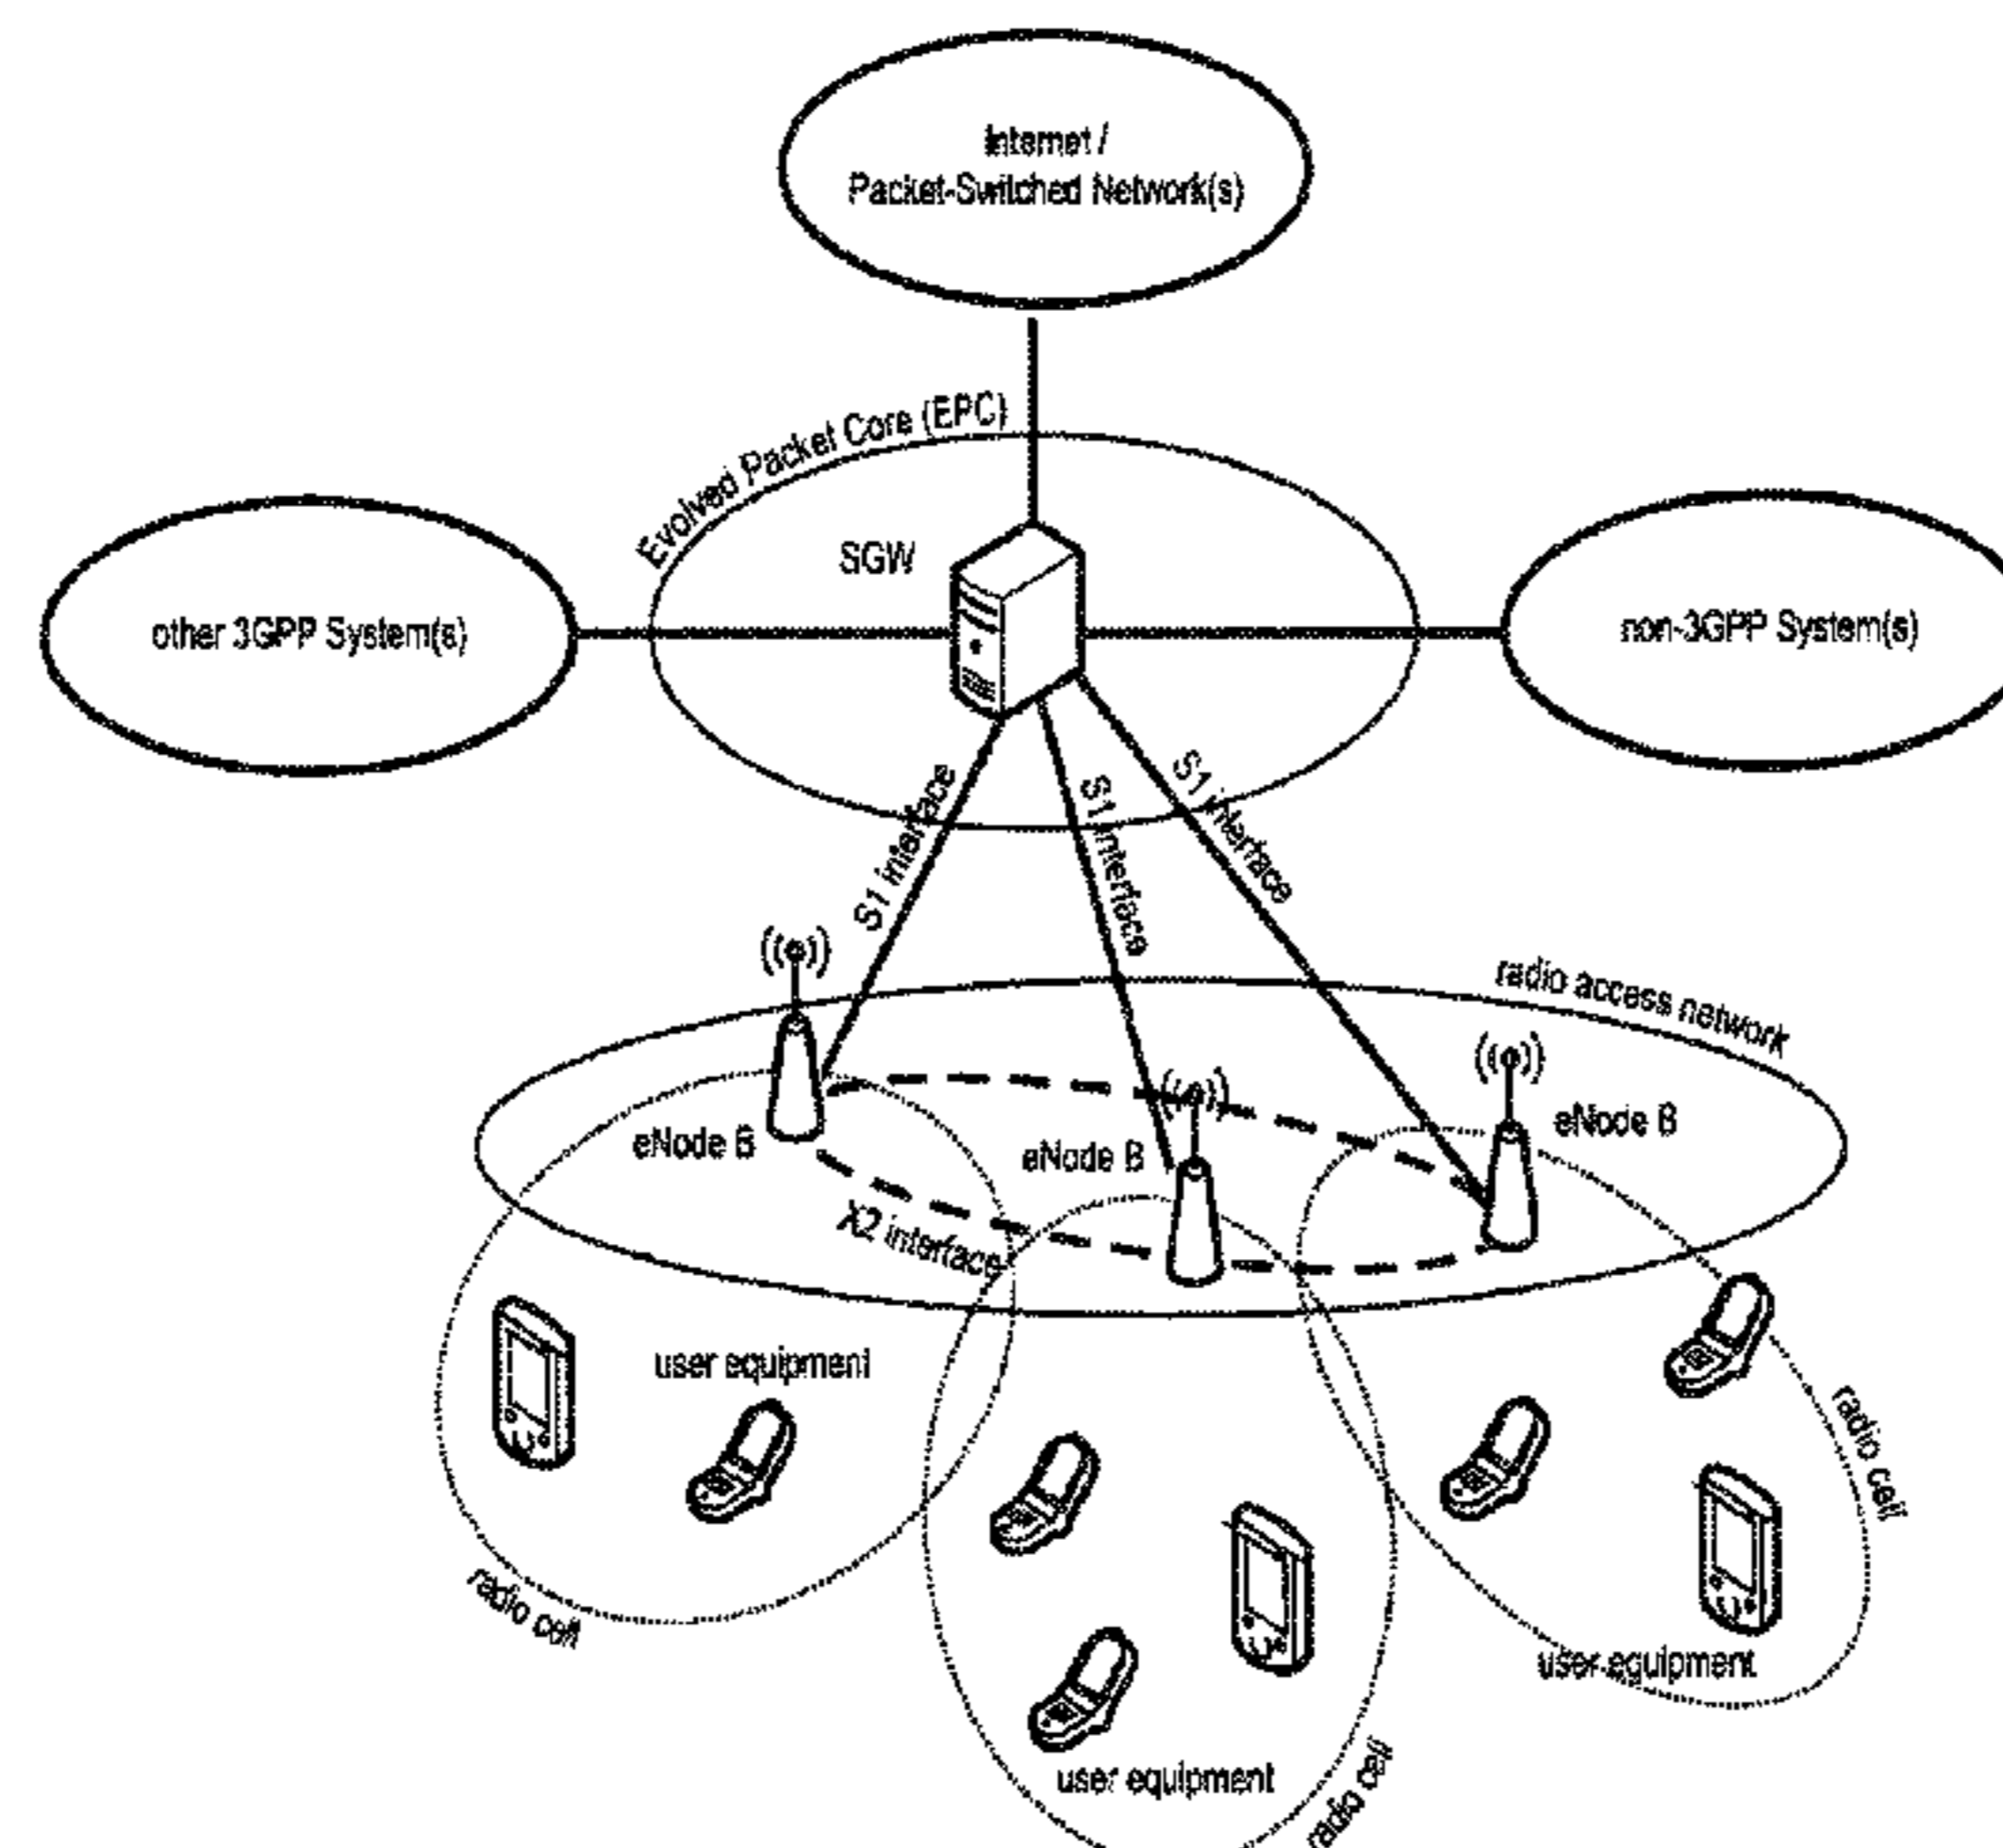 Internet /
Packet-Switched Network(s)
Evolved Packet Core (EPC)
SGW
other 3GPP System(s)
non-3GPP System(s)
S1 interface
S1 interface
S1 interface
radio access network
eNode B
eNode B
eNode B
X2 interface
user equipment
radio cell
radio cell
user equipment
user equipment
radio cell